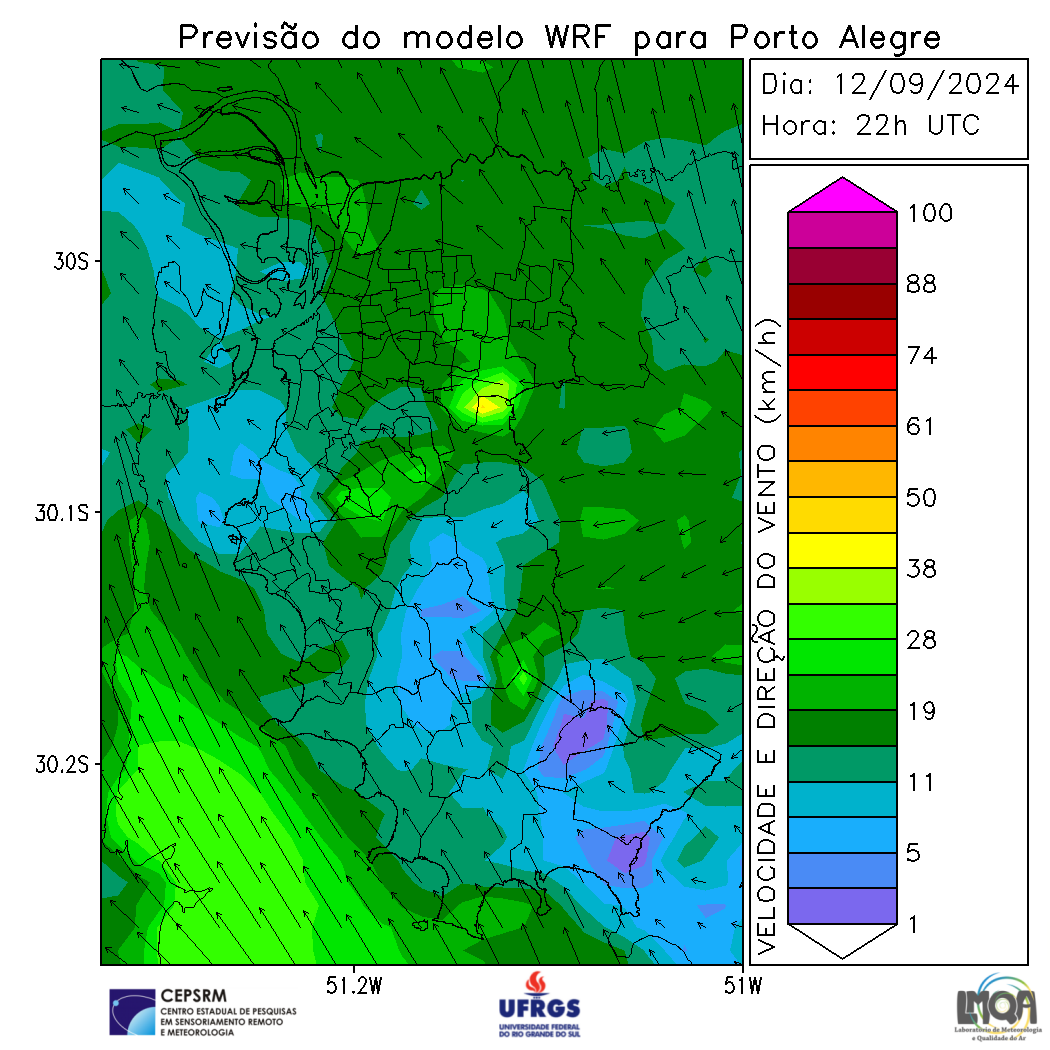 Previsão do modelo WRF para Porto Alegre
Dia: 12/09/2024
Hora: 22h UTC
30S
30.1S
30.2S
51.2W
51W
VELOCIDADE E DIREÇÃO DO VENTO (km/h)
100
88
74
61
50
38
28
19
11
5
1
CEPSRM
CENTRO ESTADUAL DE PESQUISAS
EM SENSORIAMENTO REMOTO
E METEOROLOGIA
UFRGS
UNIVERSIDADE FEDERAL
DO RIO GRANDE DO SUL
LMQA
Laboratório de Meteorologia
e Qualidade do Ar